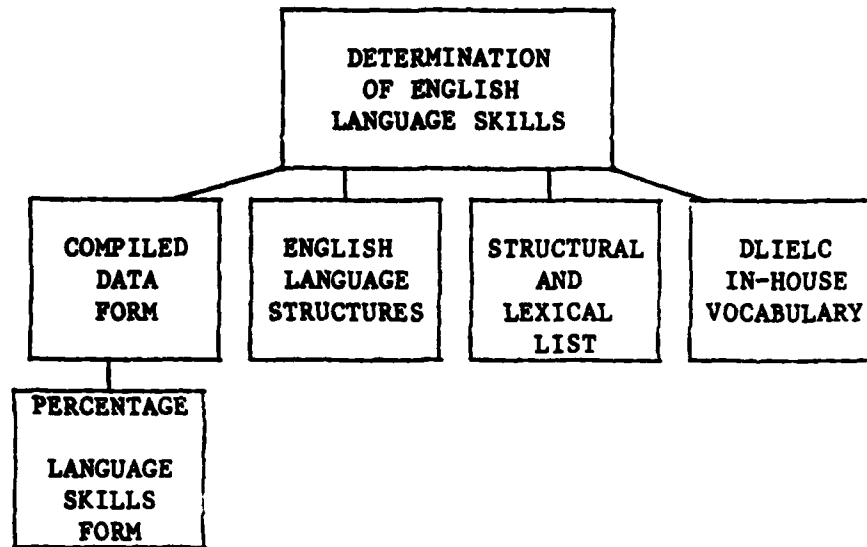 DETERMINATION
OF ENGLISH
LANGUAGE SKILLS
COMPILED
DATA
FORM
ENGLISH
LANGUAGE
STRUCTURES
STRUCTURAL
AND
LEXICAL
LIST
DLIELC
IN-HOUSE
VOCABULARY
PERCENTAGE
LANGUAGE
SKILLS
FORM